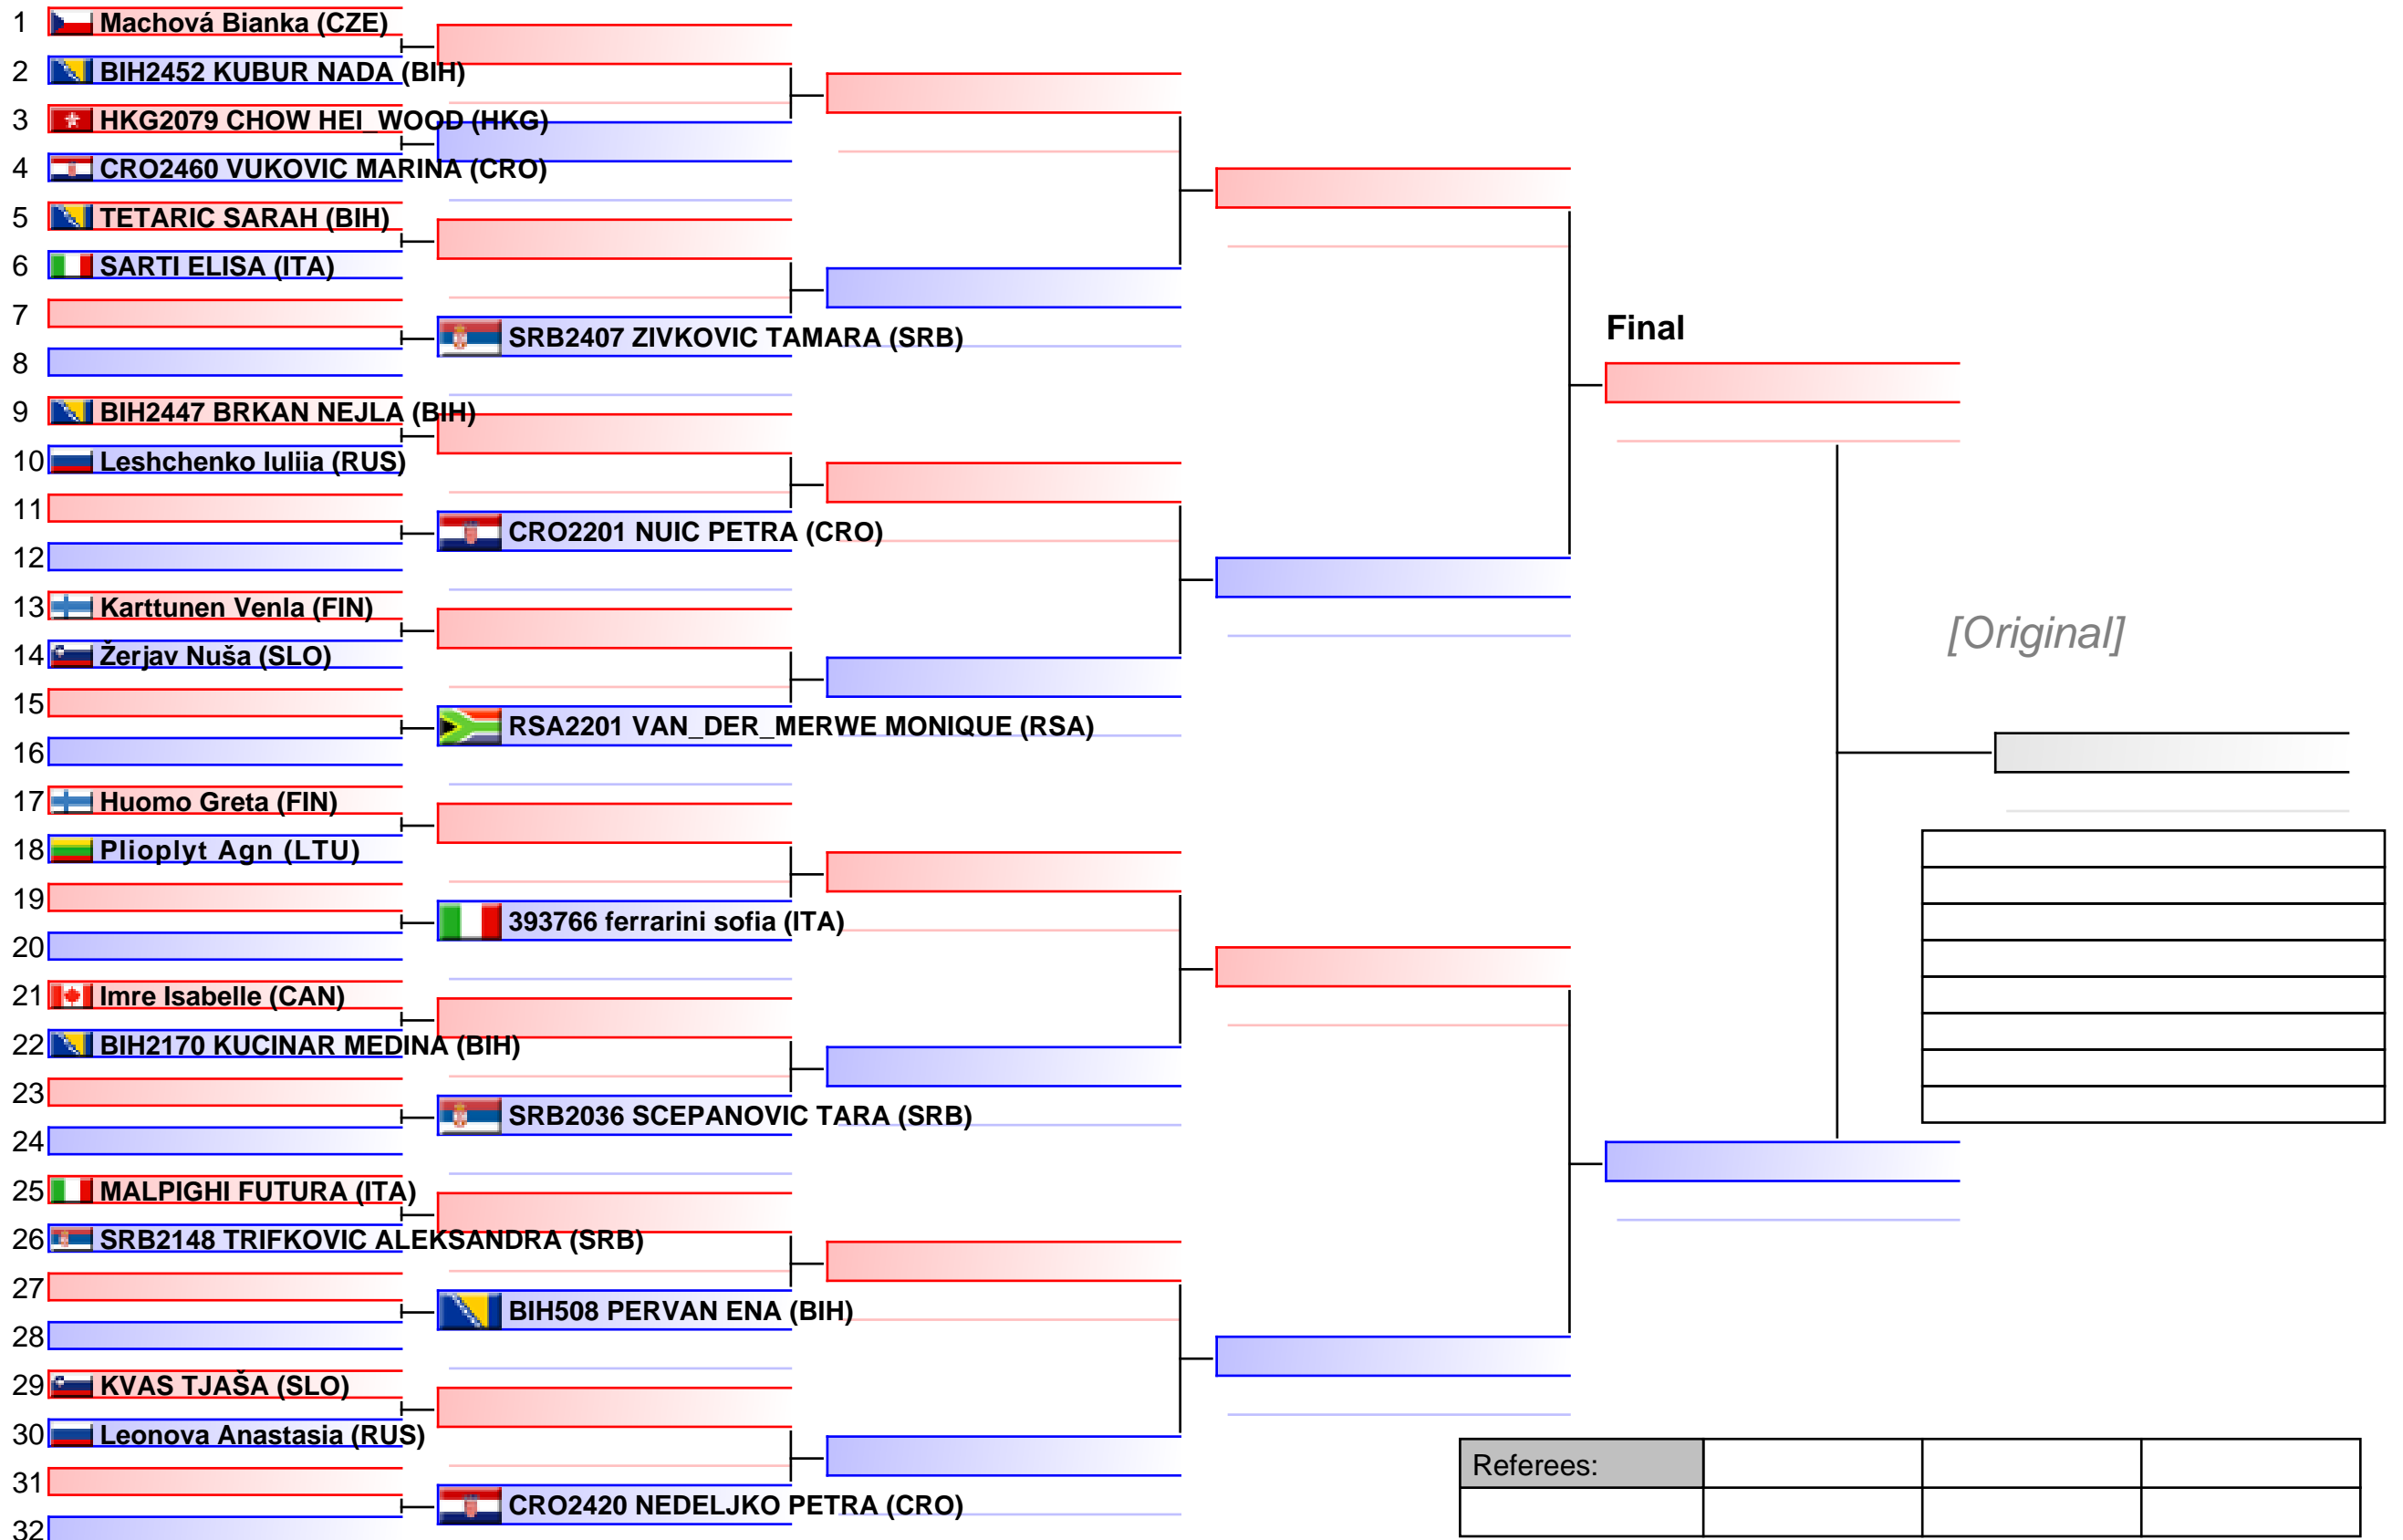 1 Machová Bianka (CZE)
2 BIH2452 KUBUR NADA (BIH)
3 HKG2079 CHOW HEI_WOOD (HKG)
4 CRO2460 VUKOVIC MARINA (CRO)
5 TETARIC SARAH (BIH)
6 SARTI ELISA (ITA)
7
SRB2407 ZIVKOVIC TAMARA (SRB)
8
9 BIH2447 BRKAN NEJLA (BIH)
10 Leshchenko Iuliia (RUS)
11
CRO2201 NUIC PETRA (CRO)
12
13 Karttunen Venla (FIN)
14 Žerjav Nuša (SLO)
15
RSA2201 VAN_DER_MERWE MONIQUE (RSA)
16
17 Huomo Greta (FIN)
18 Plioplyt Agn (LTU)
19
393766 ferrarini sofia (ITA)
20
21 Imre Isabelle (CAN)
22 BIH2170 KUCINAR MEDINA (BIH)
23
SRB2036 SCEPANOVIC TARA (SRB)
24
25 MALPIGHI FUTURA (ITA)
26 SRB2148 TRIFKOVIC ALEKSANDRA (SRB)
27
BIH508 PERVAN ENA (BIH)
28
29 KVAS TJAŠA (SLO)
30 Leonova Anastasia (RUS)
31
CRO2420 NEDELJKO PETRA (CRO)
32
Final
[Original]
Referees: